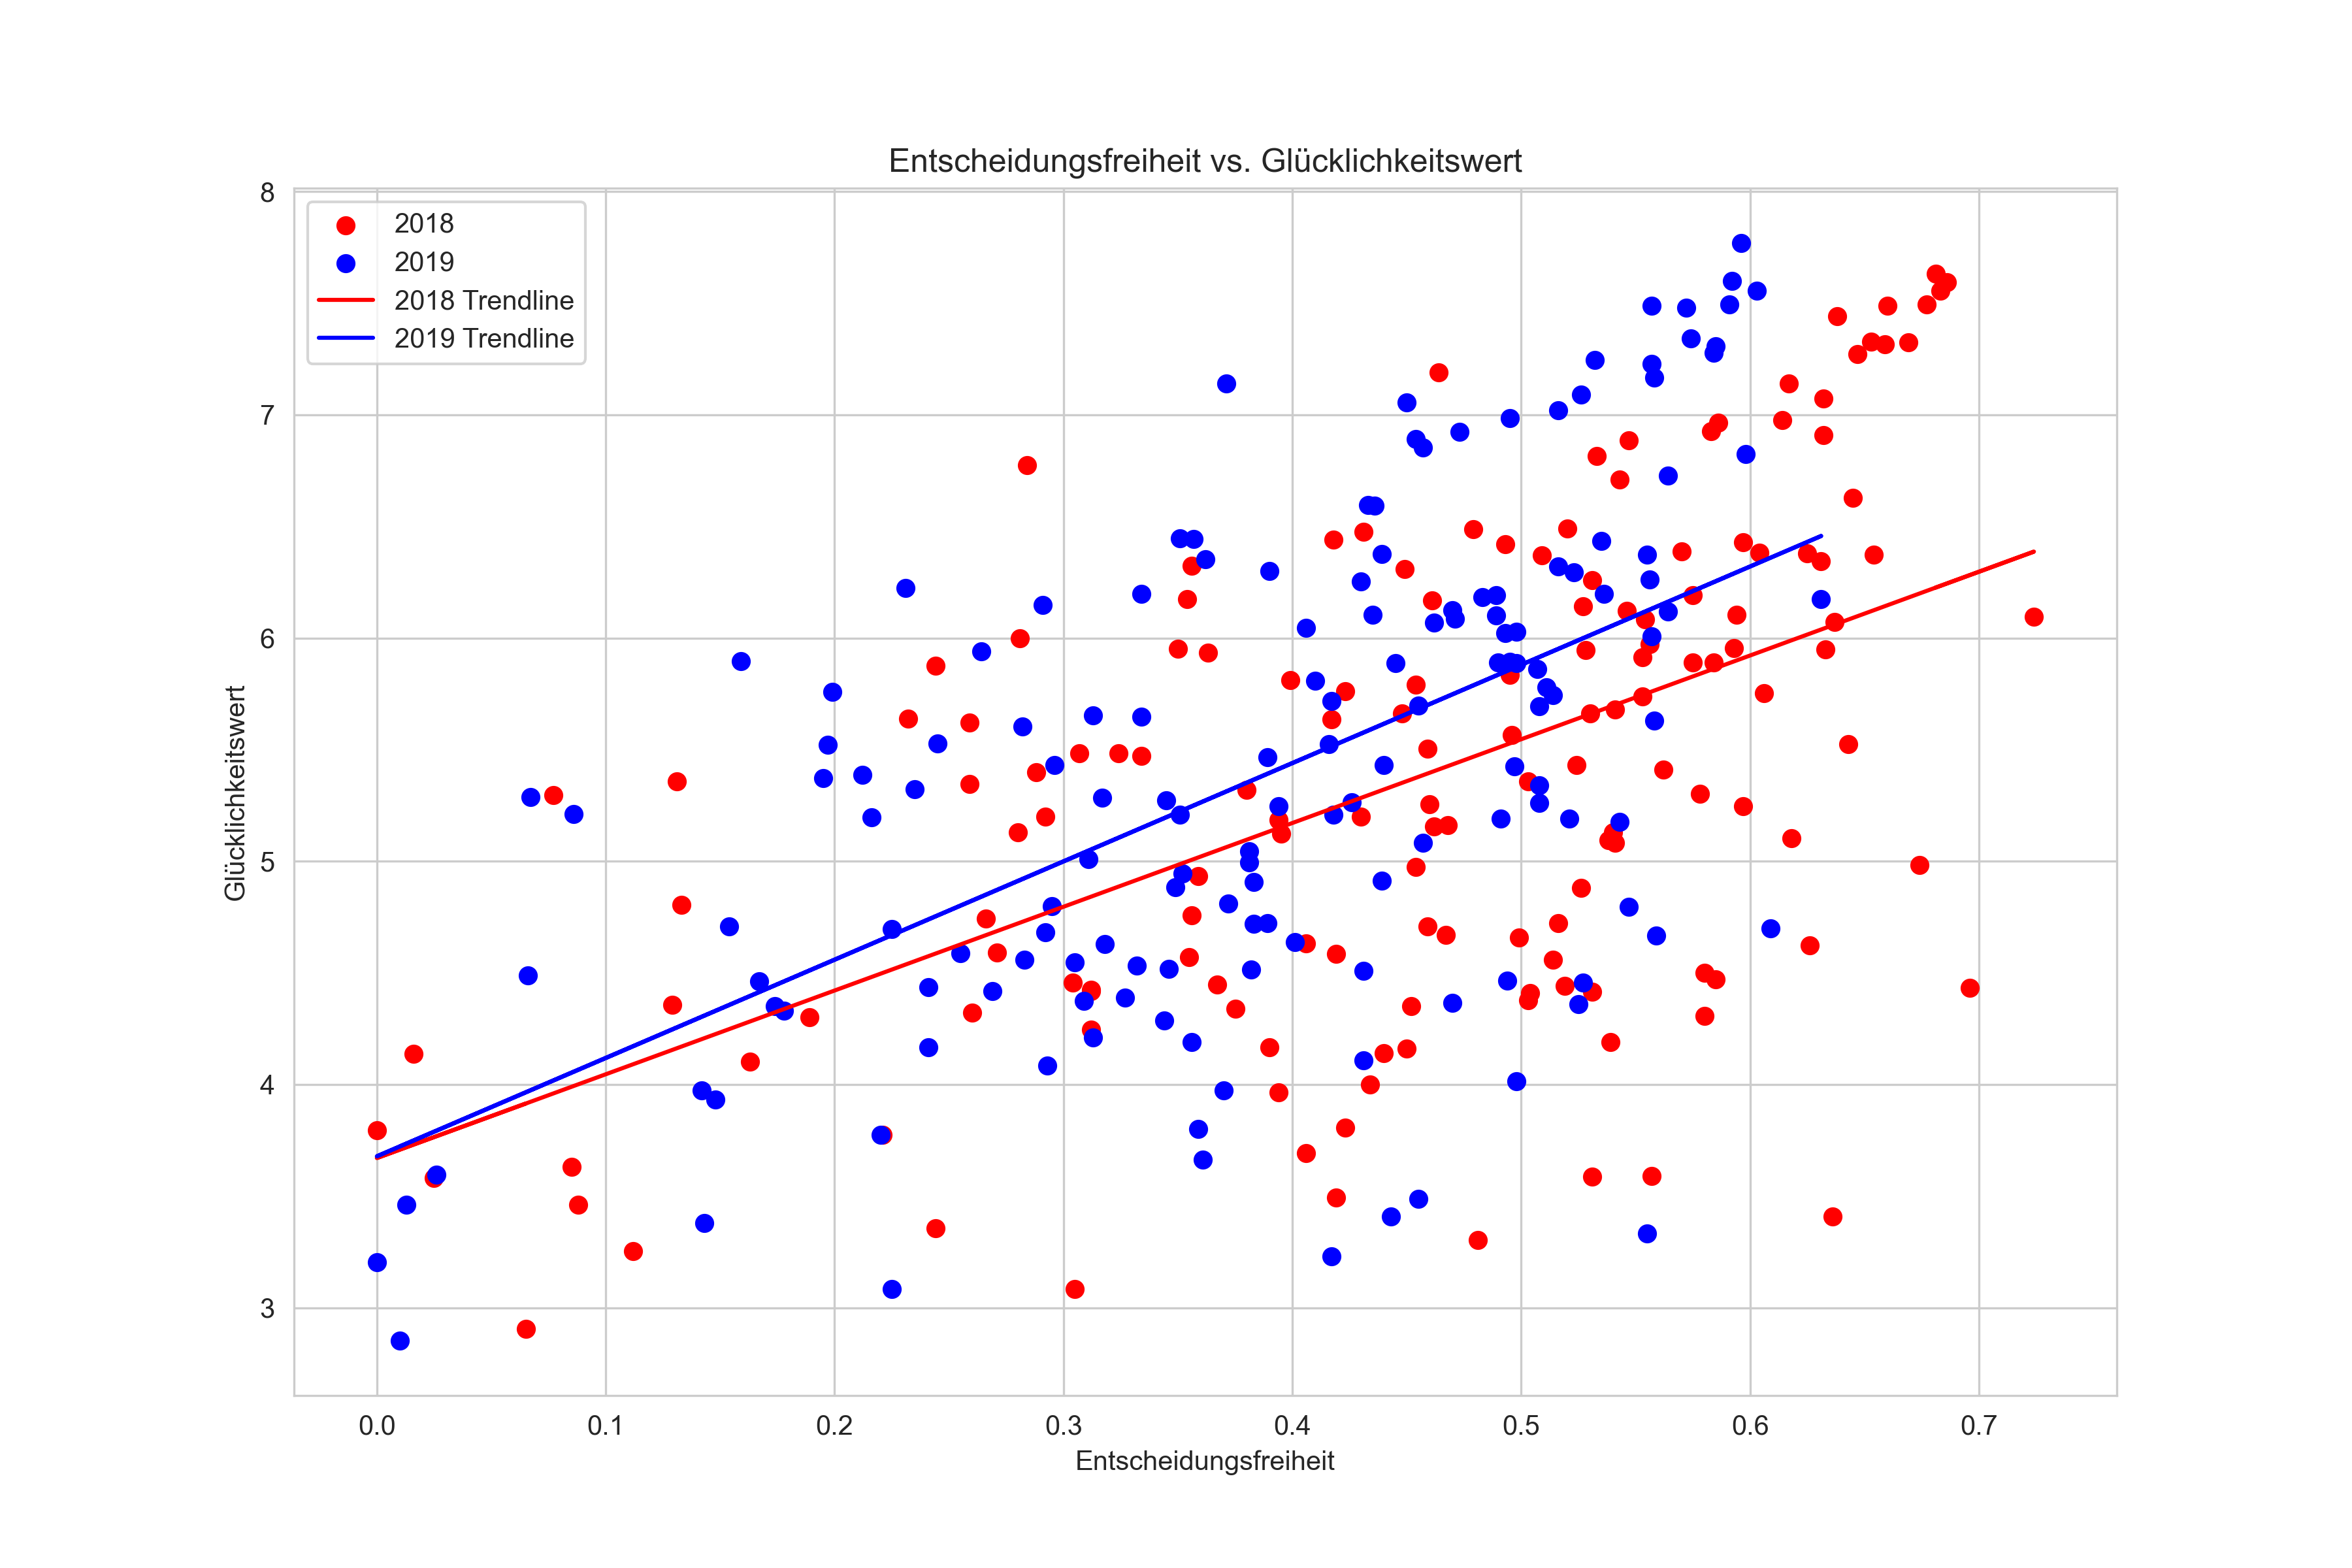 Entscheidungsfreiheit vs. Glücklichkeitswert
8
7
6
5
4
3
2018
2019
2018 Trendline
2019 Trendline
Glücklichkeitswert
0.0 0.1 0.2 0.3 0.4 0.5 0.6 0.7
Entscheidungsfreiheit